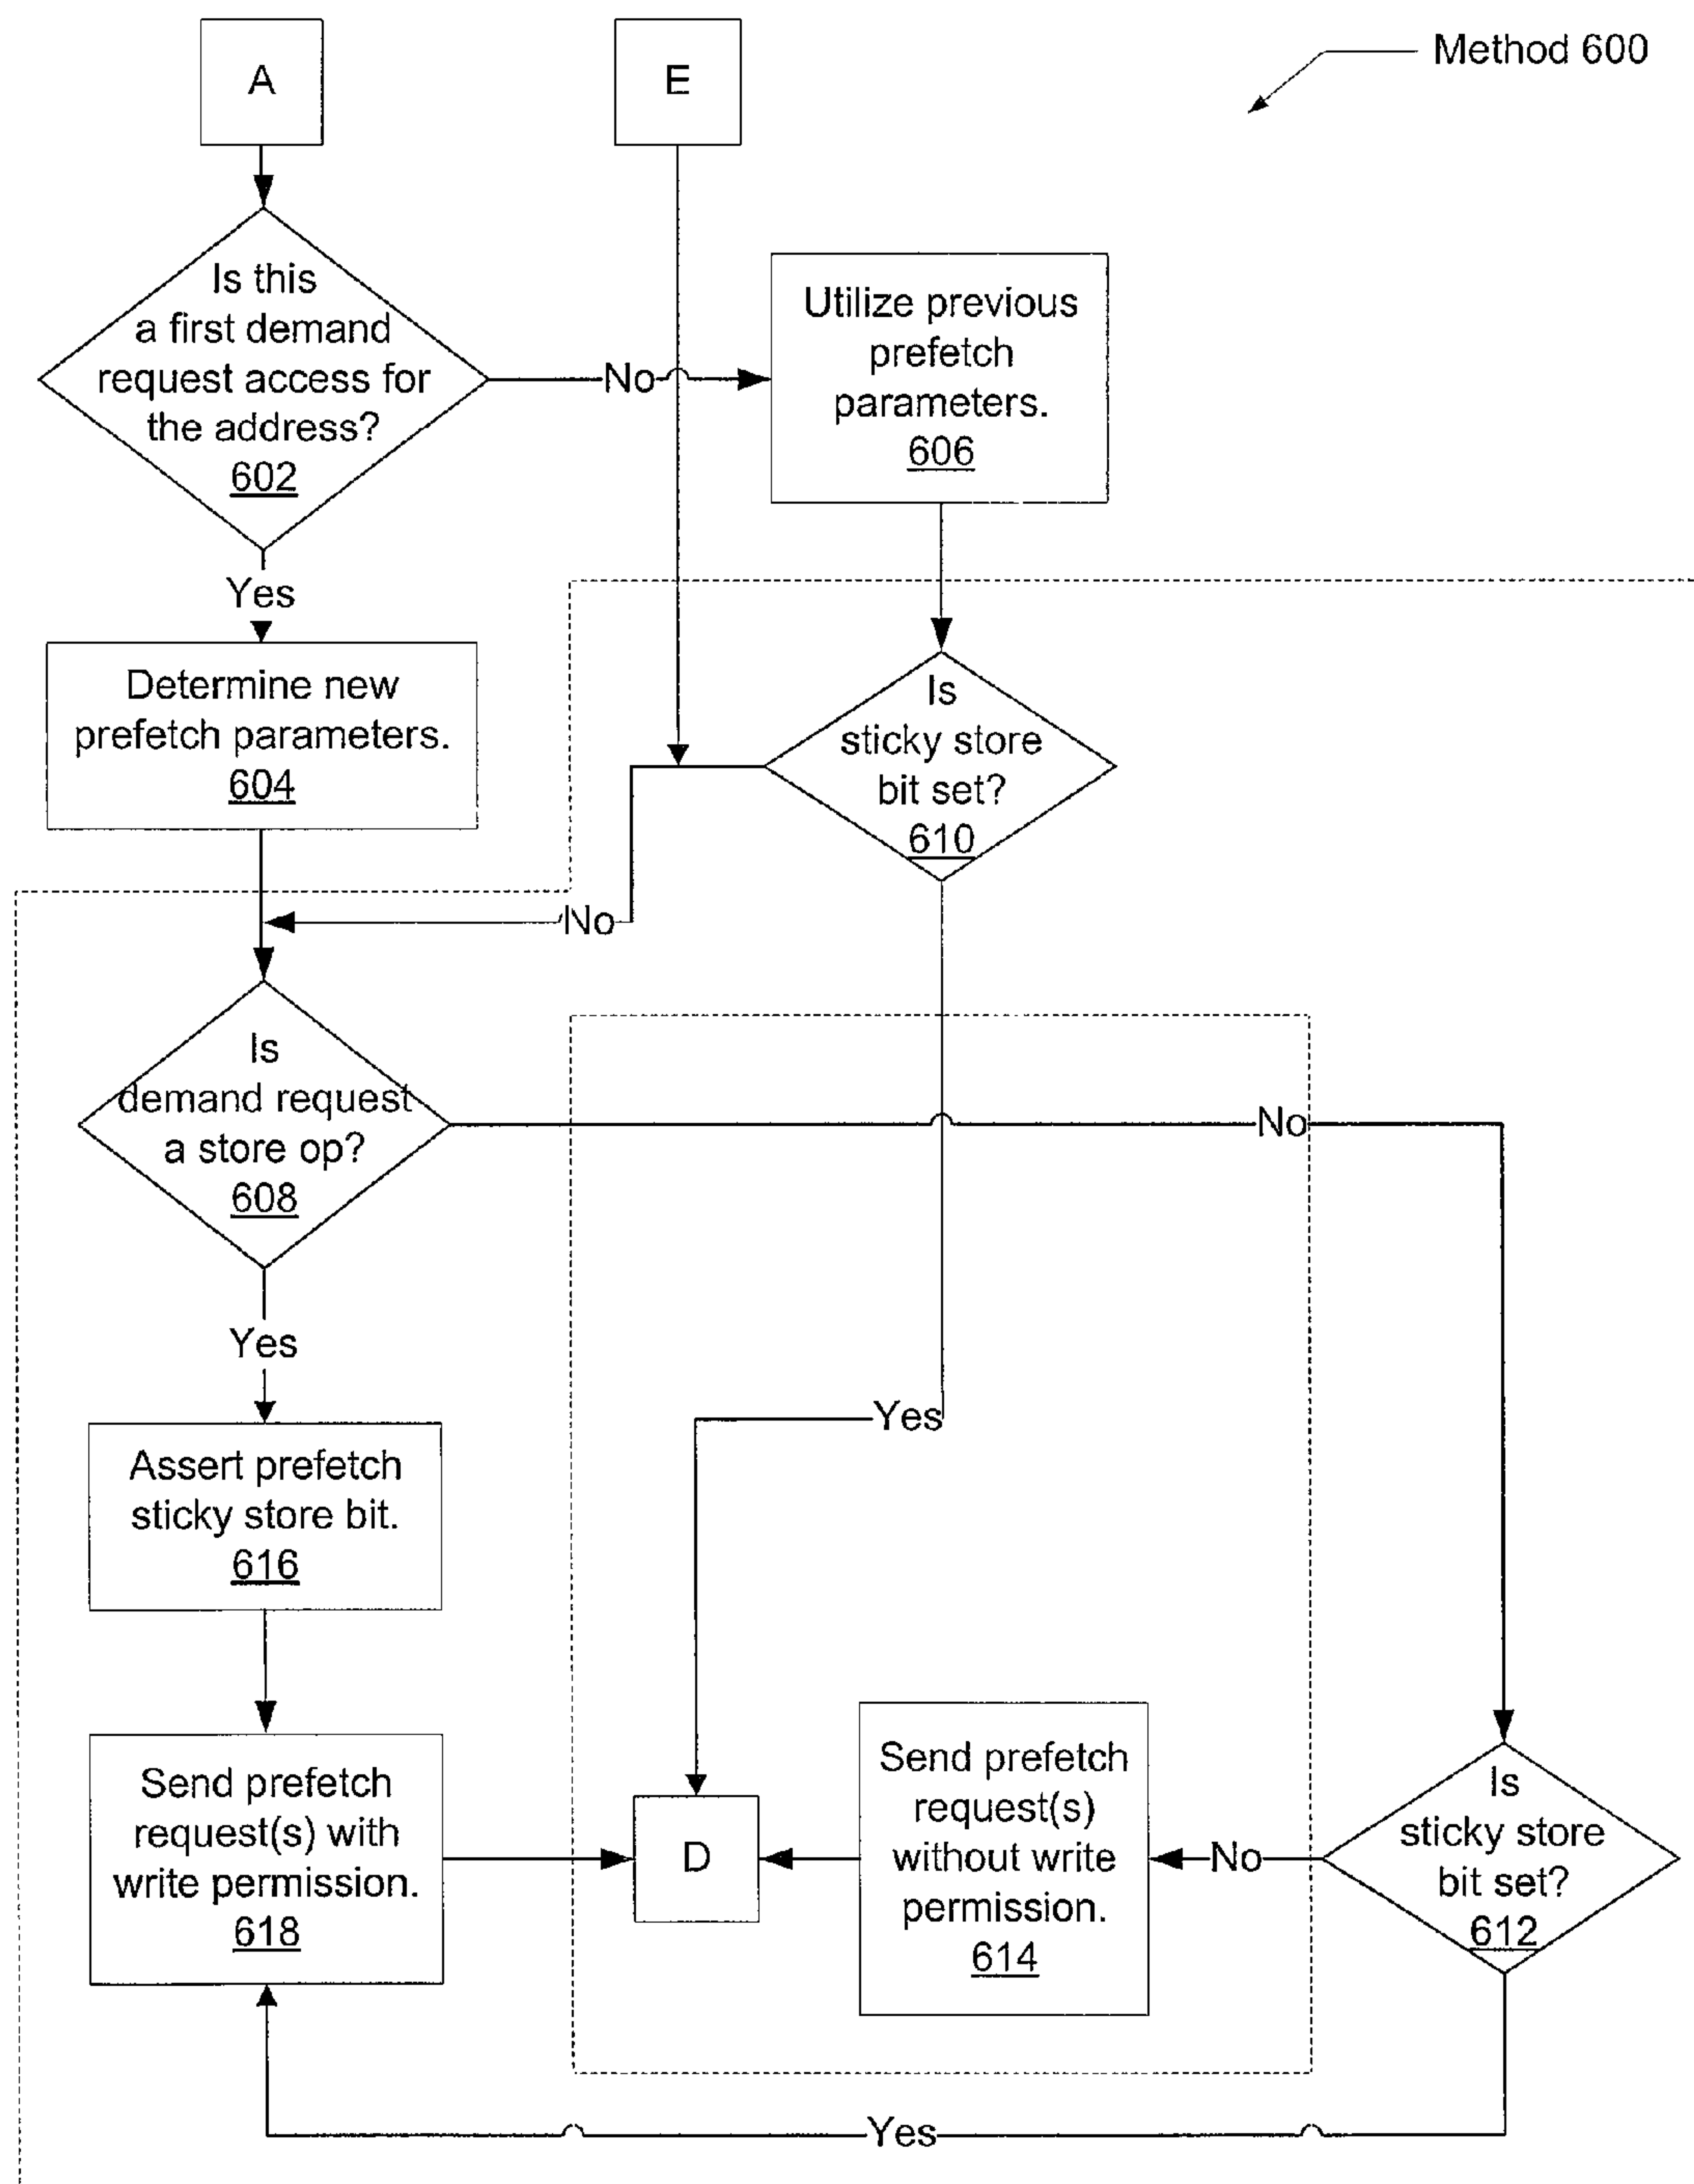 Method 600
A
E
Is this
a first demand
request access for
the address?
602
No
Utilize previous
prefetch
parameters.
606
Yes
Determine new
prefetch parameters.
604
Is
sticky store
bit set?
610
No
Is
demand request
a store op?
608
No
Yes
Yes
Assert prefetch
sticky store bit.
616
Send prefetch
request(s) with
write permission.
618
D
Send prefetch
request(s)
without write
permission.
614
No
Is
sticky store
bit set?
612
Yes